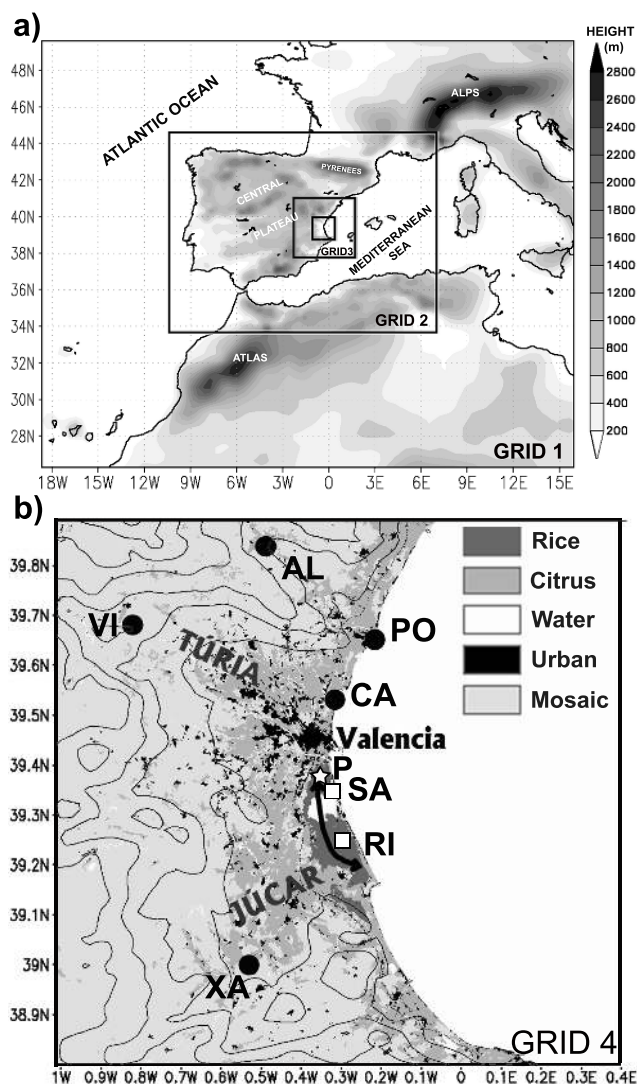 a)
HEIGHT
(m)
48N
46N
44N
42N
40N
38N
36N
34N
32N
30N
28N
ATLANTIC OCEAN
ALPS
PYRENEES
CENTRAL
PLATEAU
GRID3
MEDITERRANEAN
SEA
GRID 2
ATLAS
GRID 1
2800
2600
2400
2200
2000
1800
1600
1400
1200
1000
800
600
400
200
18W 15W 12W 9W 6W 3W 0 3E 6E 9E 12E 15E
b)
39.8N
39.7N
39.6N
39.5N
39.4N
39.3N
39.2N
39.1N
39N
38.9N
AL
VI
PO
TÚRIA
CA
Valencia
P
SA
RI
JÚCAR
XA
Rice
Citrus
Water
Urban
Mosaic
GRID 4
1W 0.9W 0.8W 0.7W 0.6W 0.5W 0.4W 0.3W 0.2W 0.1W 0 0.1E 0.2E 0.3E 0.4E